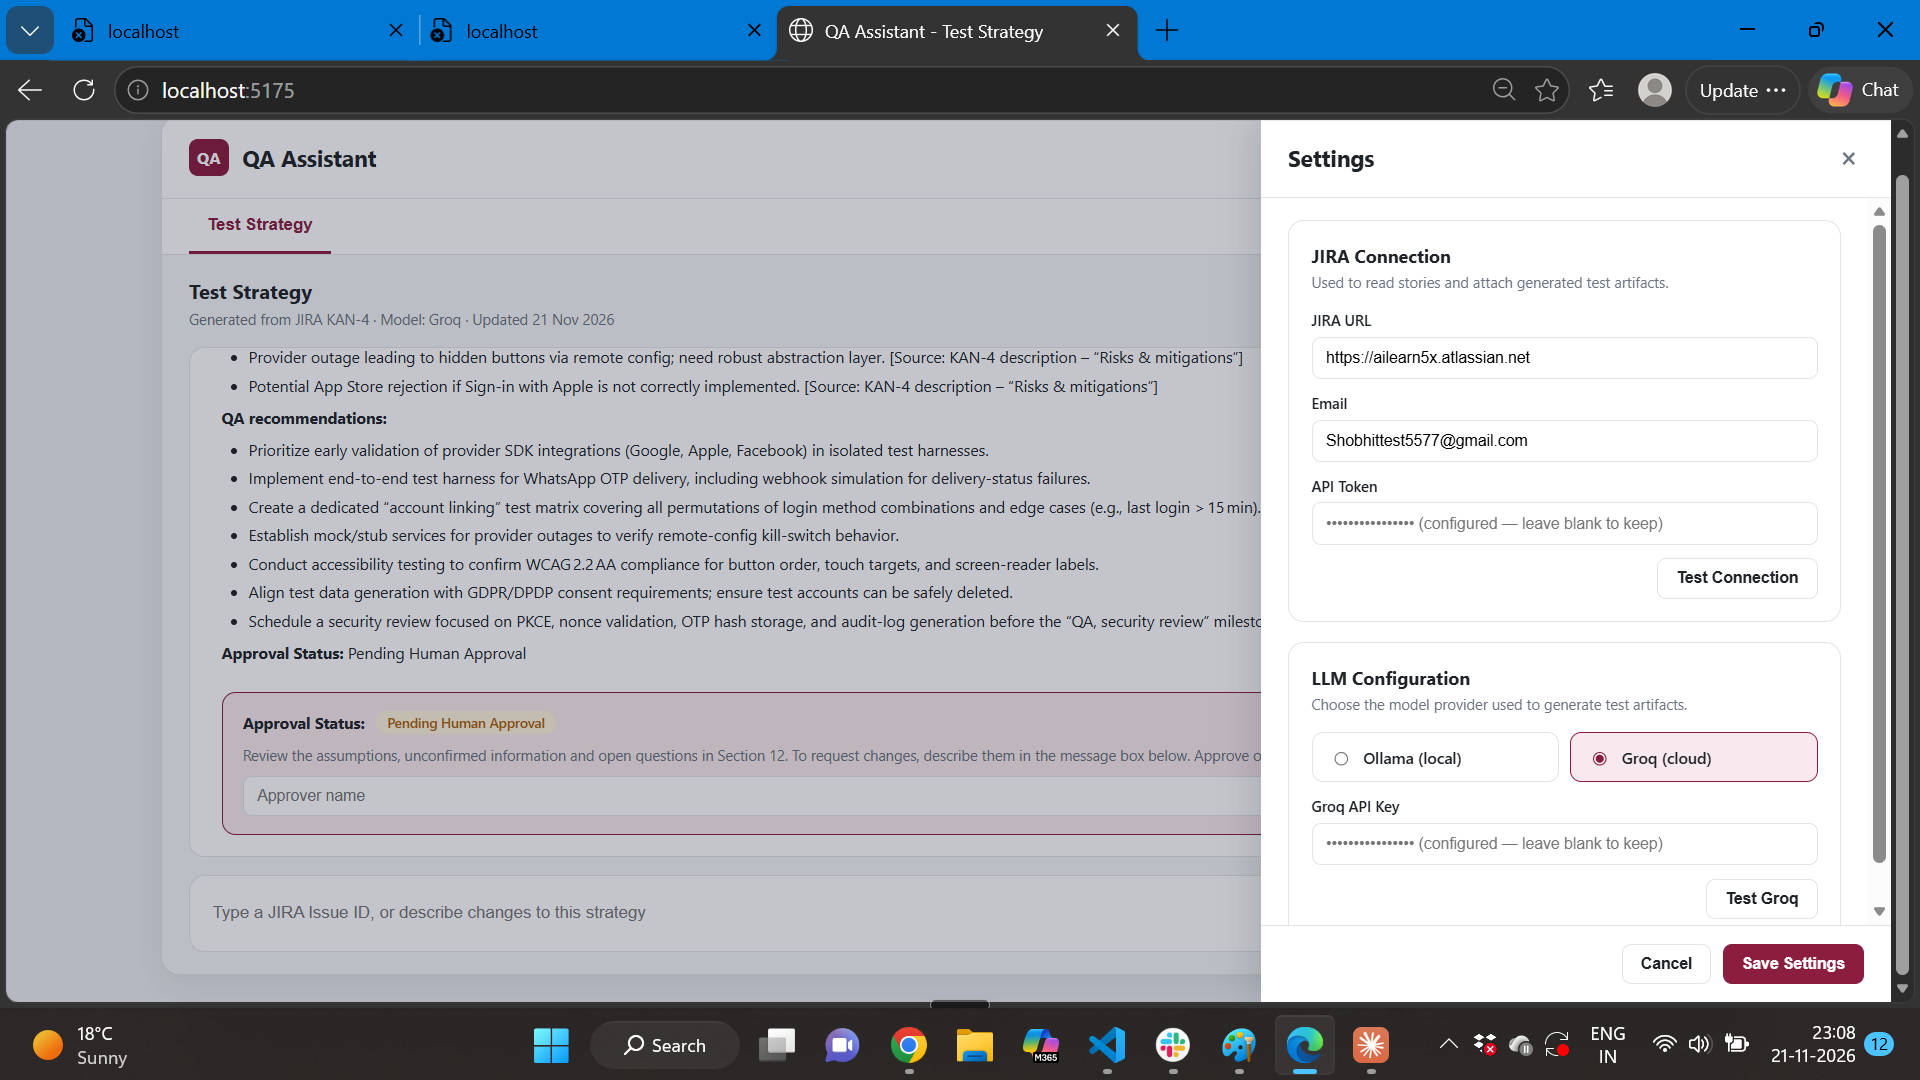 localhost
localhost
QA Assistant - Test Strategy
localhost:5175
Update
Chat
QA
QA Assistant
Test Strategy
Test Strategy
Generated from JIRA KAN-4 · Model: Groq · Updated 21 Nov 2026
• Provider outage leading to hidden buttons via remote config; need robust abstraction layer. [Source: KAN-4 description – “Risks & mitigations”]
• Potential App Store rejection if Sign-in with Apple is not correctly implemented. [Source: KAN-4 description – “Risks & mitigations”]
QA recommendations:
• Prioritize early validation of provider SDK integrations (Google, Apple, Facebook) in isolated test harnesses.
• Implement end-to-end test harness for WhatsApp OTP delivery, including webhook simulation for delivery-status failures.
• Create a dedicated “account linking” test matrix covering all permutations of login method combinations and edge cases (e.g., last login > 15 min).
• Establish mock/stub services for provider outages to verify remote-config kill-switch behavior.
• Conduct accessibility testing to confirm WCAG 2.2 AA compliance for button order, touch targets, and screen-reader labels.
• Align test data generation with GDPR/DPDP consent requirements; ensure test accounts can be safely deleted.
• Schedule a security review focused on PKCE, nonce validation, OTP hash storage, and audit-log generation before the “QA, security review” milesto
Approval Status: Pending Human Approval
Approval Status: Pending Human Approval
Review the assumptions, unconfirmed information and open questions in Section 12. To request changes, describe them in the message box below. Approve o
Approver name
Type a JIRA Issue ID, or describe changes to this strategy
Settings
JIRA Connection
Used to read stories and attach generated test artifacts.
JIRA URL
https://ailearn5x.atlassian.net
Email
Shobhittest5577@gmail.com
API Token
•••••••••••••••• (configured — leave blank to keep)
Test Connection
LLM Configuration
Choose the model provider used to generate test artifacts.
Ollama (local)
Groq (cloud)
Groq API Key
•••••••••••••••• (configured — leave blank to keep)
Test Groq
Cancel
Save Settings
18°C
Sunny
Search
M365
ENG
IN
23:08
21-11-2026
12